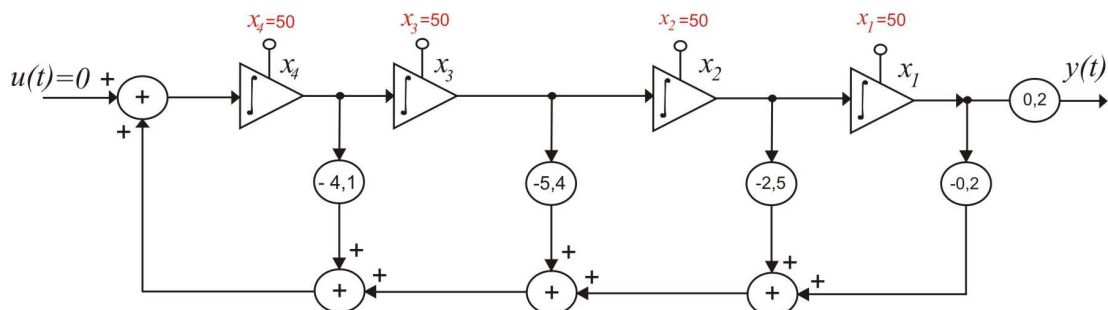 x4=50
x3=50
x2=50
x1=50
u(t)=0
+
+
+
∫
x4
∫
x3
∫
x2
∫
x1
0,2
y(t)
- 4,1
-5,4
-2,5
-0,2
+
+
+
+
+
+
+
+
+